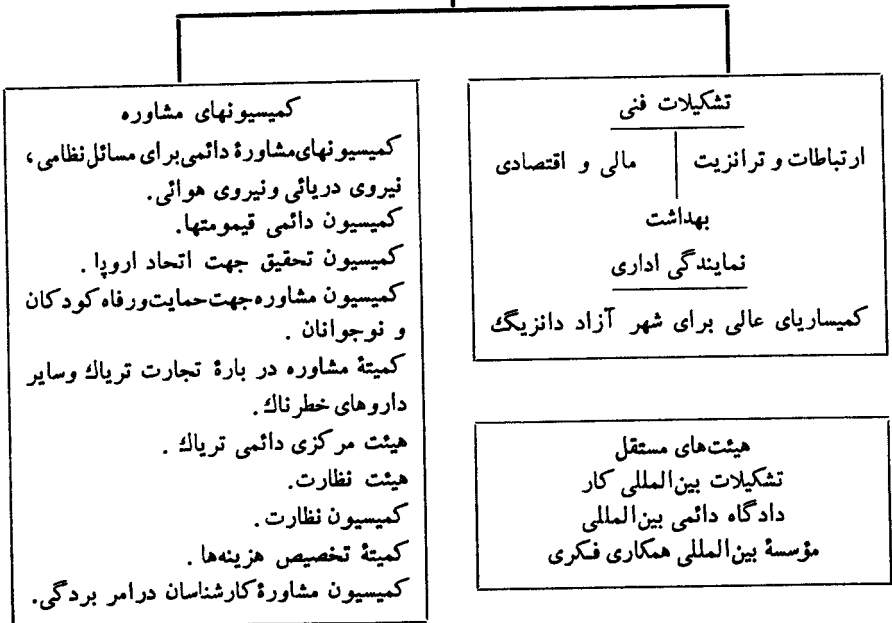 تشکیلات فنی
ارتباطات و ترانزیت
مالی و اقتصادی
بهداشت
نمایندگی اداری
کمیساریای عالی برای شهر آزاد دانزیگ
هیئت‌های مستقل
تشکیلات بین‌المللی کار
دادگاه دائمی بین‌المللی
مؤسسهٔ بین‌المللی همکاری فکری
کمیسیونهای مشاوره
کمیسیونهای مشاورهٔ دائمی برای مسائل نظامی،
نیروی دریائی و نیروی هوائی.
کمیسیون دائمی قیمومتها.
کمیسیون تحقیق جهت اتحاد اروپا .
کمیسیون مشاوره جهت حمایت و رفاه کودکان
و نوجوانان .
کمیتهٔ مشاوره در بارهٔ تجارت تریاك وسایر
داروهای خطرناك .
هیئت مرکزی دائمی تریاك .
هیئت نظارت.
کمیسیون نظارت .
کمیتهٔ تخصیص هزینه‌ها .
کمیسیون مشاورهٔ کارشناسان در امر بردگی.